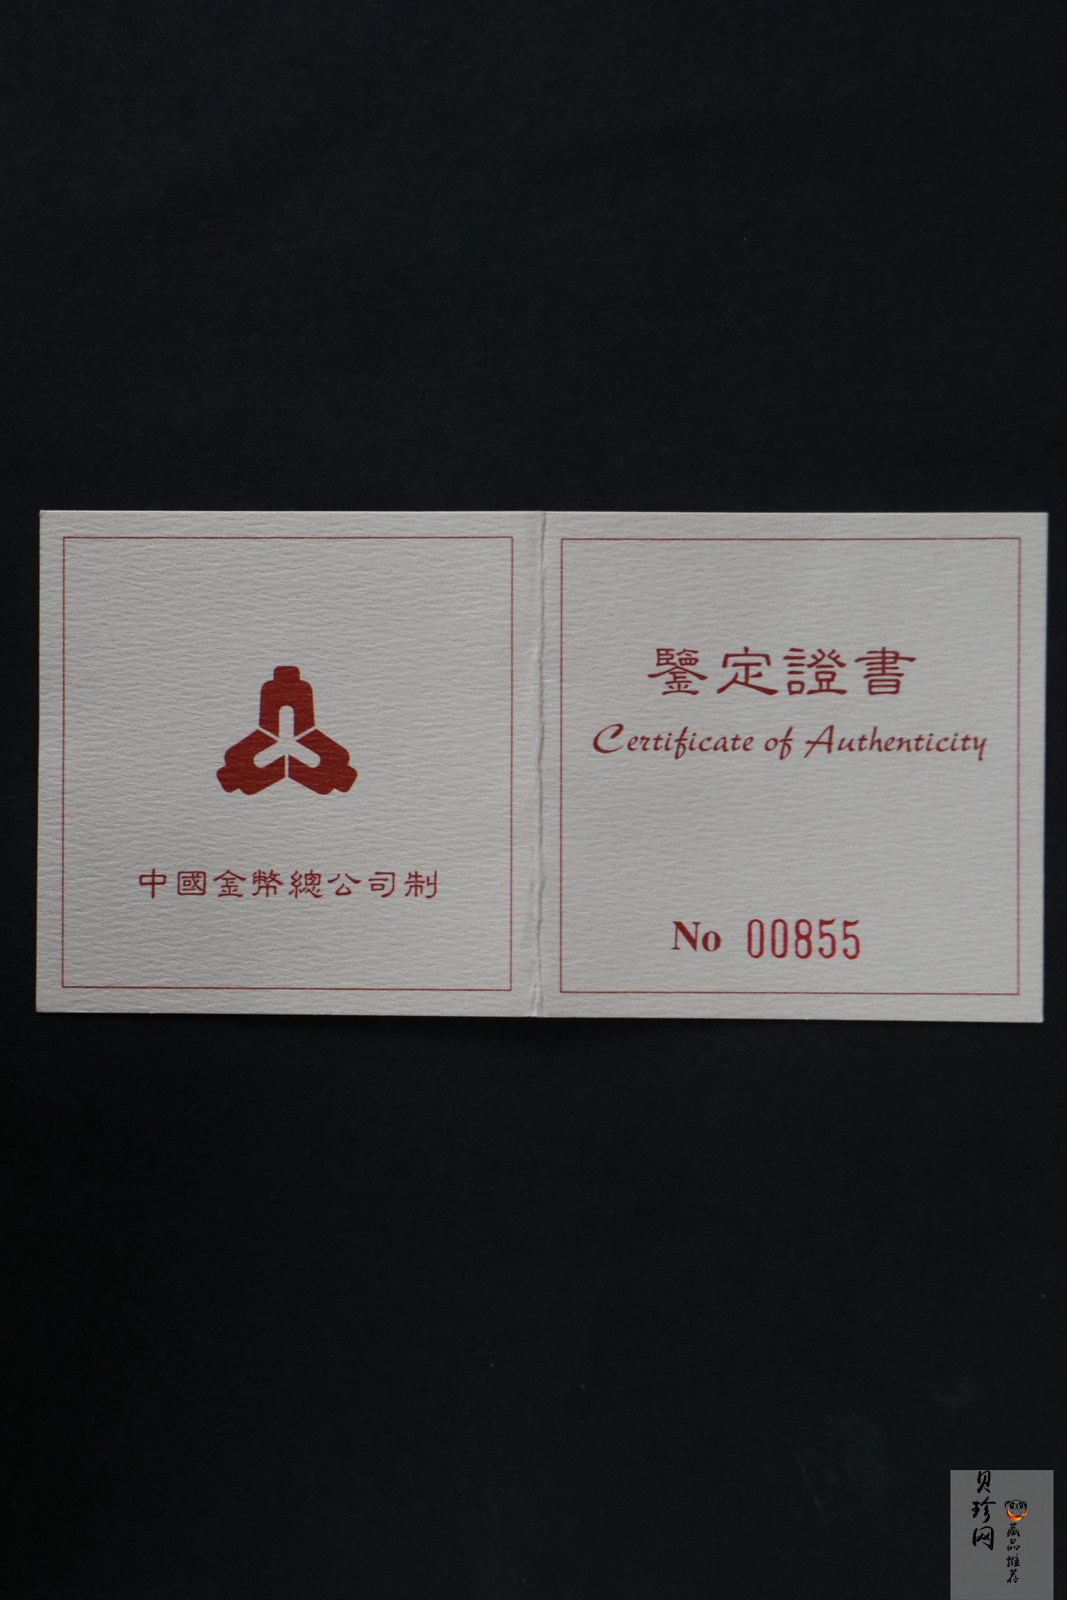 中國金幣總公司制
鑒定證書
Certificate of Authenticity
No 00855
贝珍网
藏品推荐